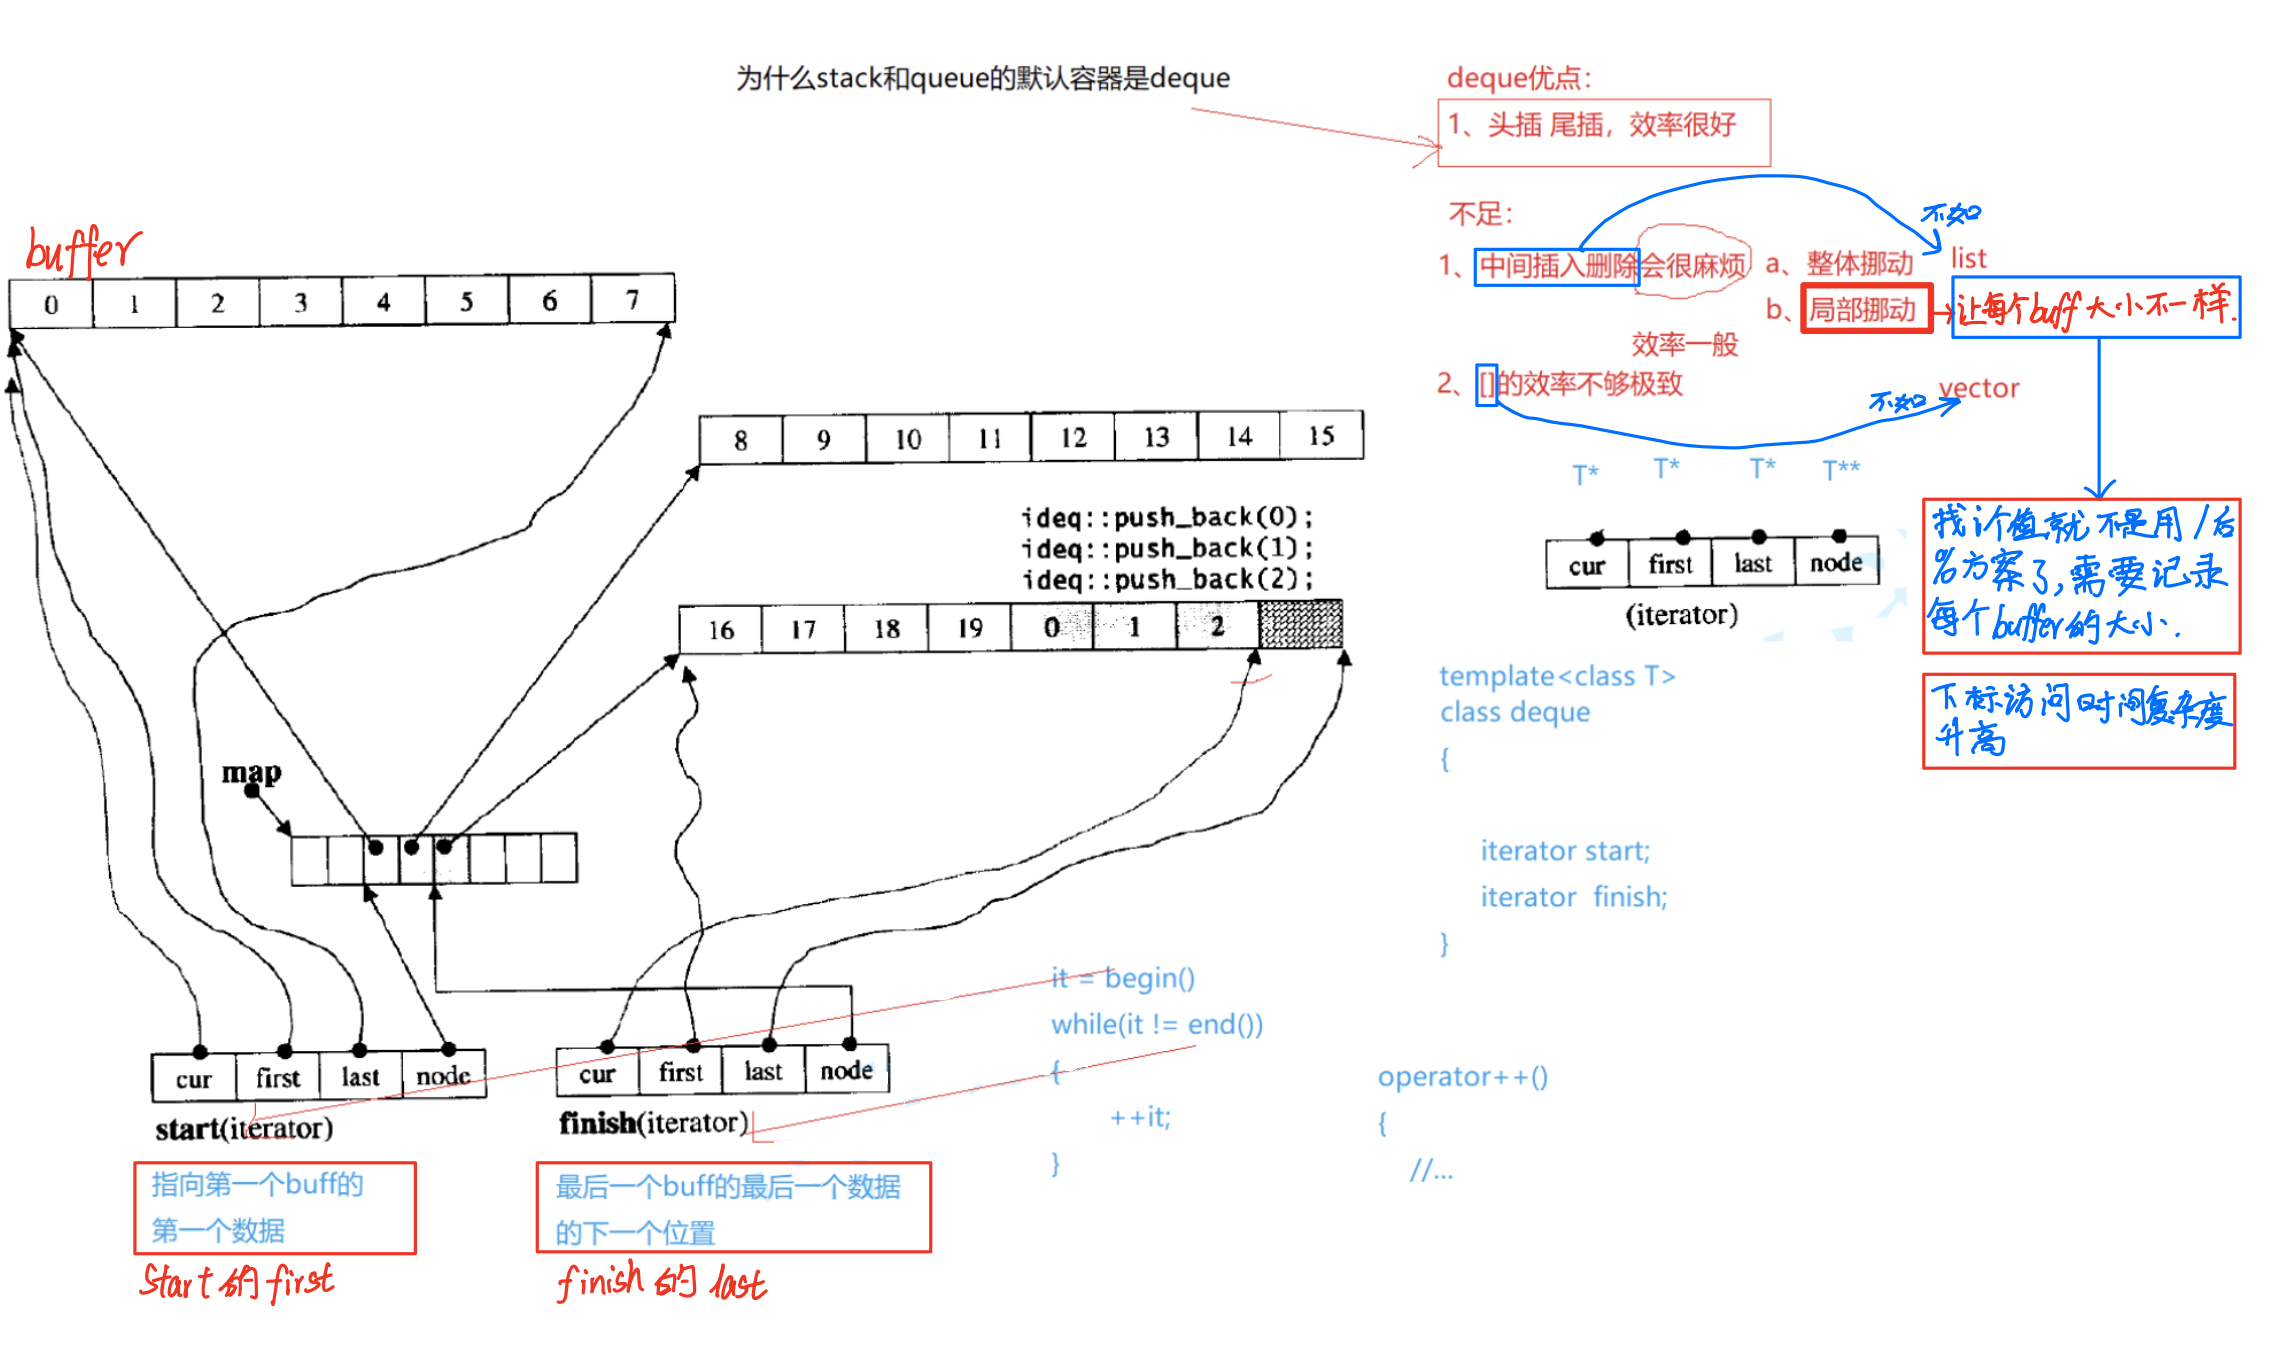 为什么stack和queue的默认容器是deque
deque优点：
1、头插 尾插，效率很好
不足：
不如
1、中间插入删除会很麻烦
a、整体挪动
list
b、局部挪动
让每个buff大小不一样.
效率一般
2、[]的效率不够极致
不如
vector
buffer
0 1 2 3 4 5 6 7
8 9 10 11 12 13 14 15
ideq::push_back(0);
ideq::push_back(1);
ideq::push_back(2);
16 17 18 19 0 1 2
T* T* T* T**
cur first last node
(iterator)
找i个值就不是用/后
%方案了,需要记录
每个buffer的大小.
下标访问时间复杂度
升高
template<class T>
class deque
{
iterator start;
iterator finish;
}
map
cur first last node
start(iterator)
cur first last node
finish(iterator)
指向第一个buff的
第一个数据
start的first
最后一个buff的最后一个数据
的下一个位置
finish的last
it = begin()
while(it != end())
{
++it;
}
operator++()
{
//...